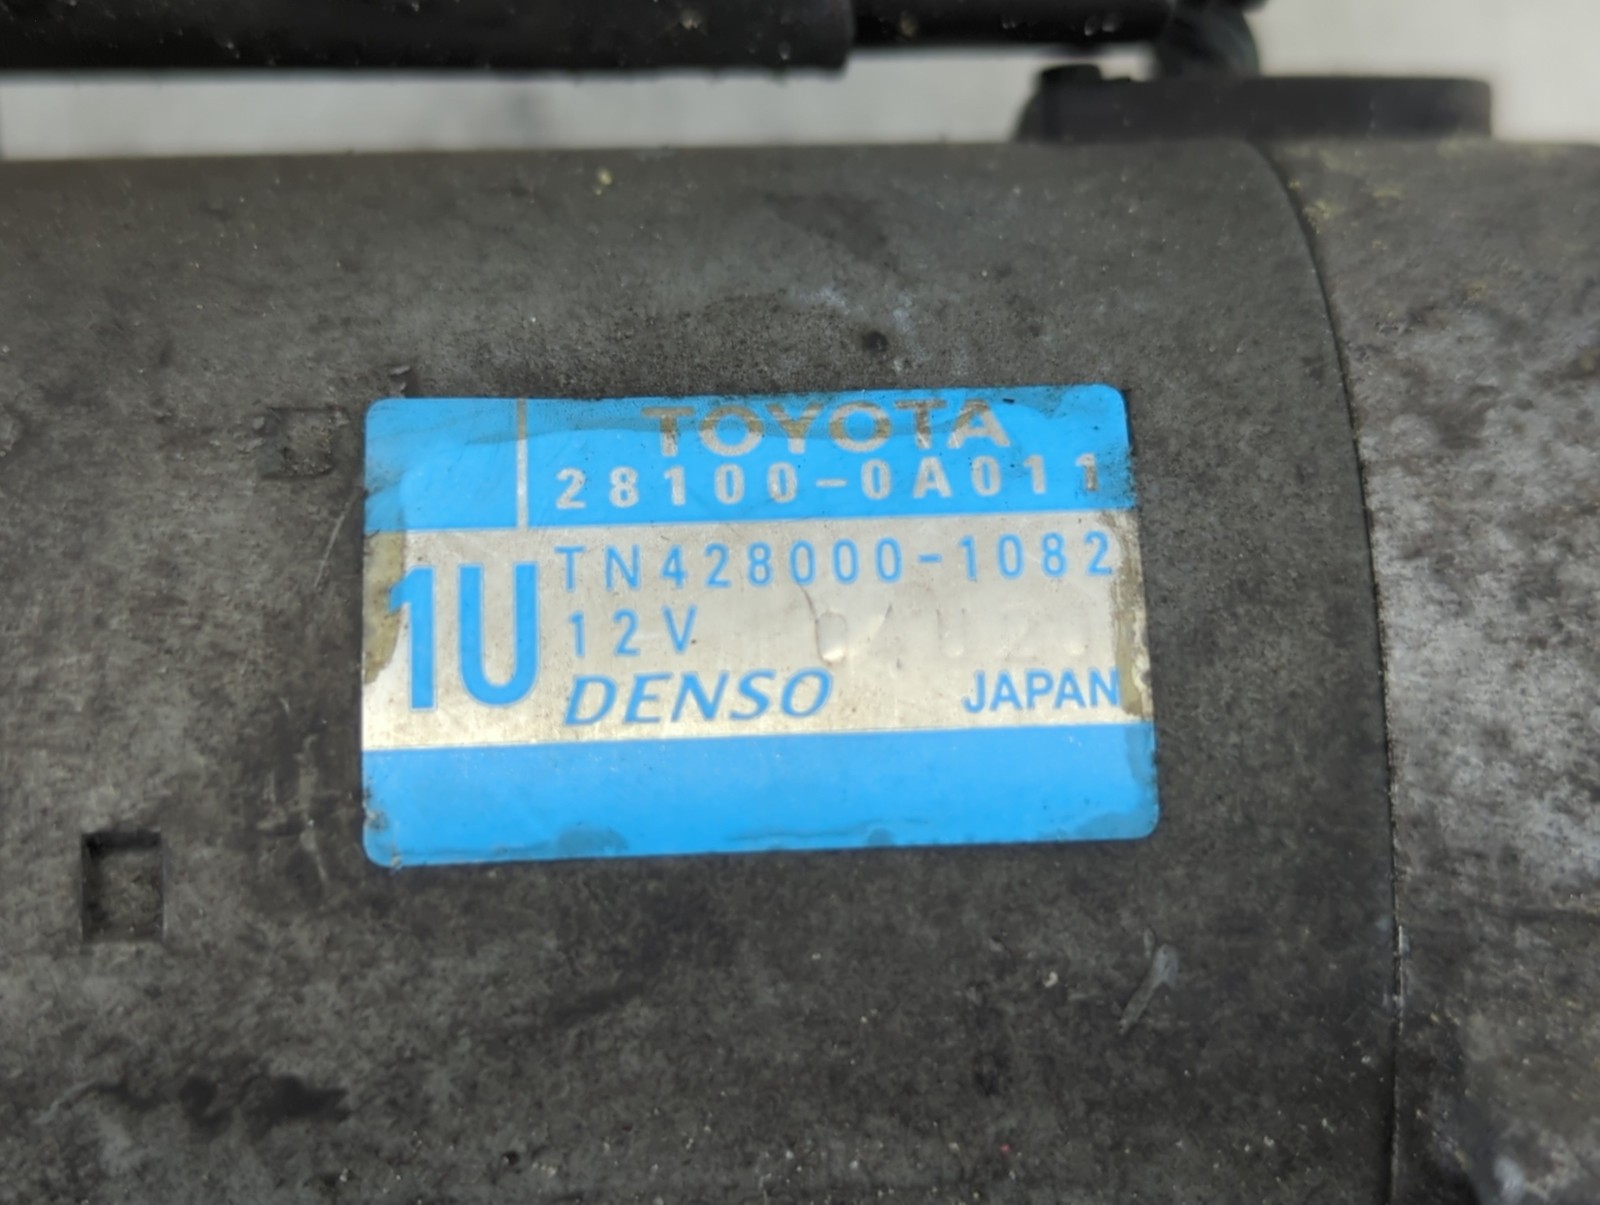 TOYOTA
28100-0A011
1U
TN428000-1082
12V
DENSO JAPAN